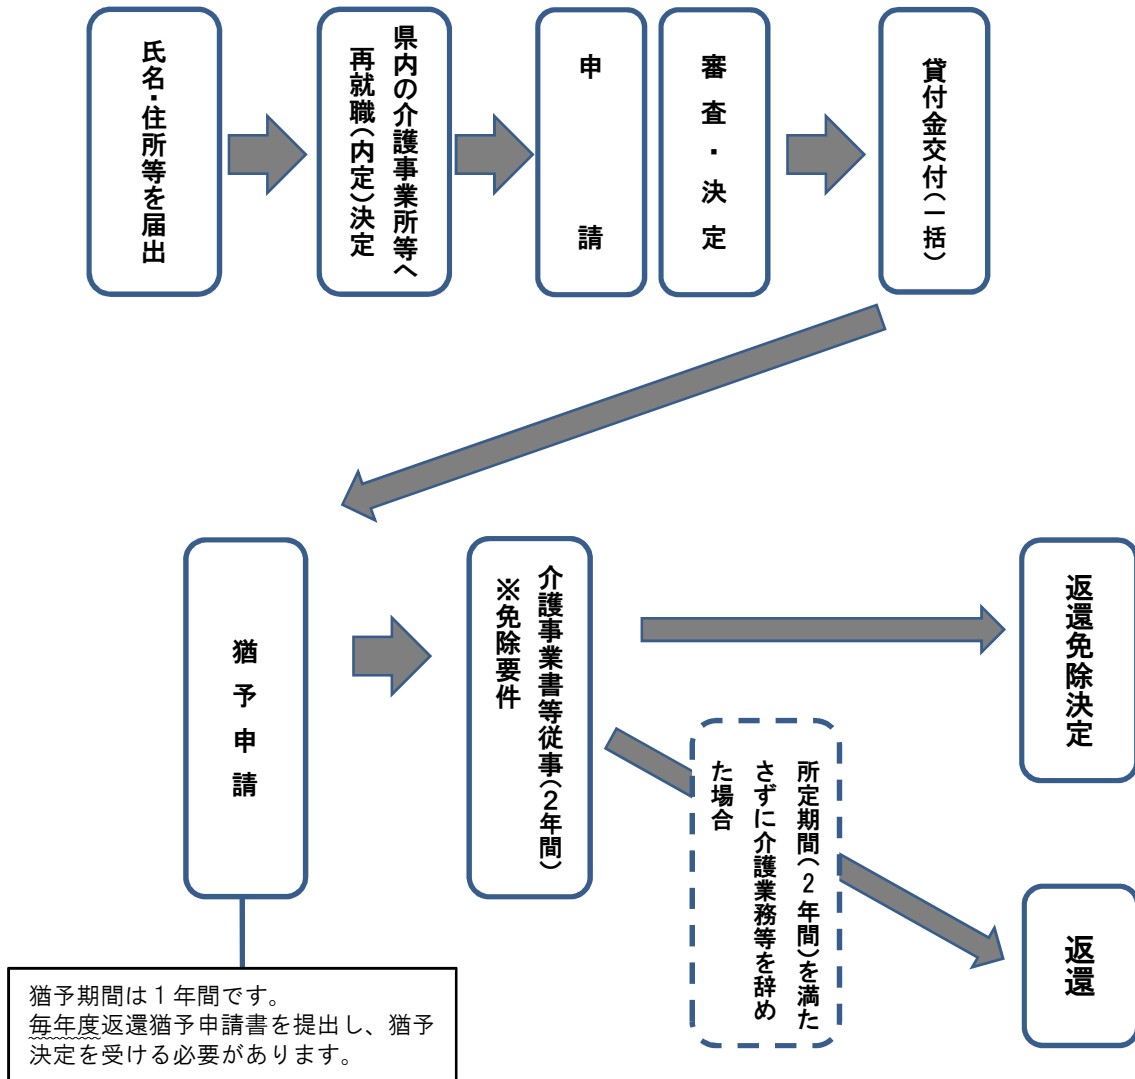 氏名・住所等を届出
県内の介護事業所等へ
再就職（内定）決定
申請
審査・決定
貸付金交付（一括）
猶予申請
介護事業書等従事（２年間）
※免除要件
返還免除決定
所定期間（２年間）を満た
さずに介護業務等を辞め
た場合
返還
猶予期間は１年間です。
毎年度返還猶予申請書を提出し、猶予
決定を受ける必要があります。